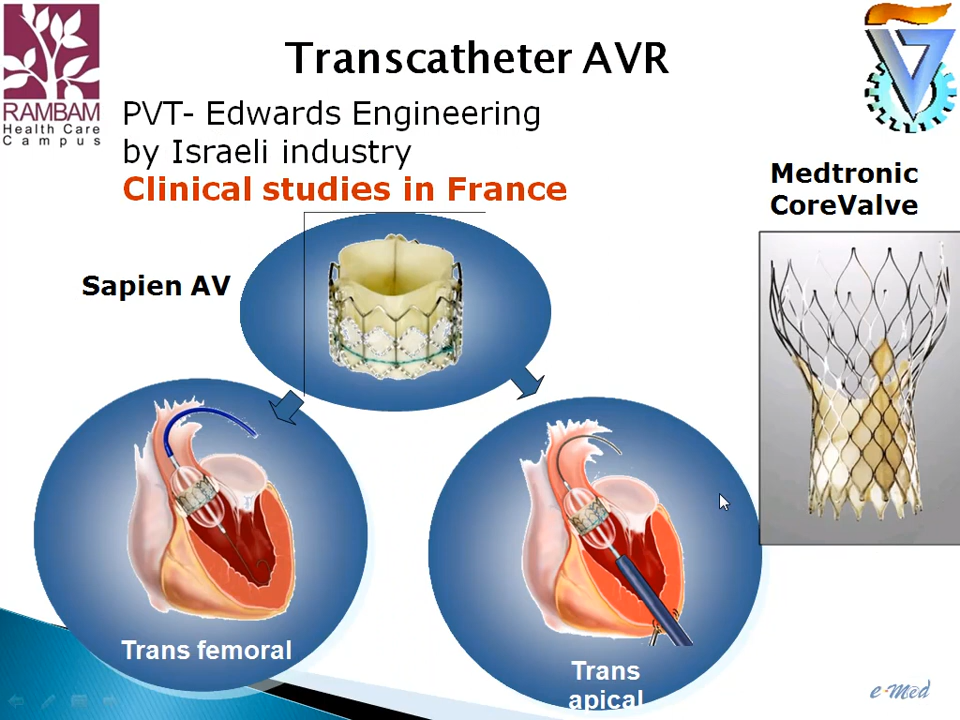 RAMBAM
Health Care
Campus
Transcatheter AVR
PVT- Edwards Engineering
by Israeli industry
Clinical studies in France
Medtronic
CoreValve
Sapien AV
Trans femoral
Trans
apical
e-Med